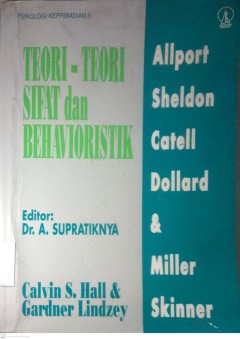 PSIKOLOGI KEPRIBADIAN 3
TEORI - TEORI
SIFAT dan
BEHAVIORISTIK
Editor:
Dr. A. SUPRATIKNYA
Calvin S. Hall &
Gardner Lindzey
Allport
Sheldon
Catell
Dollard
&
Miller
Skinner